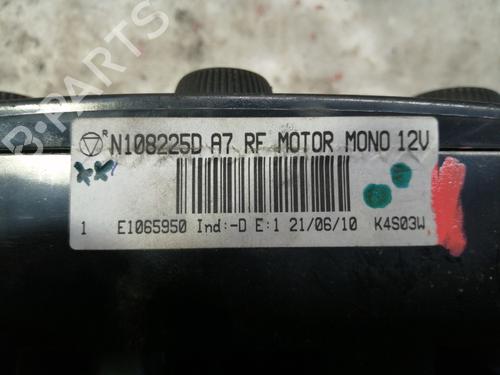 R N108225D A7 RF MOTOR MONO 12V
1 E1065950 Ind:-D E:1 21/06/10 K4S03W
B-PARTS